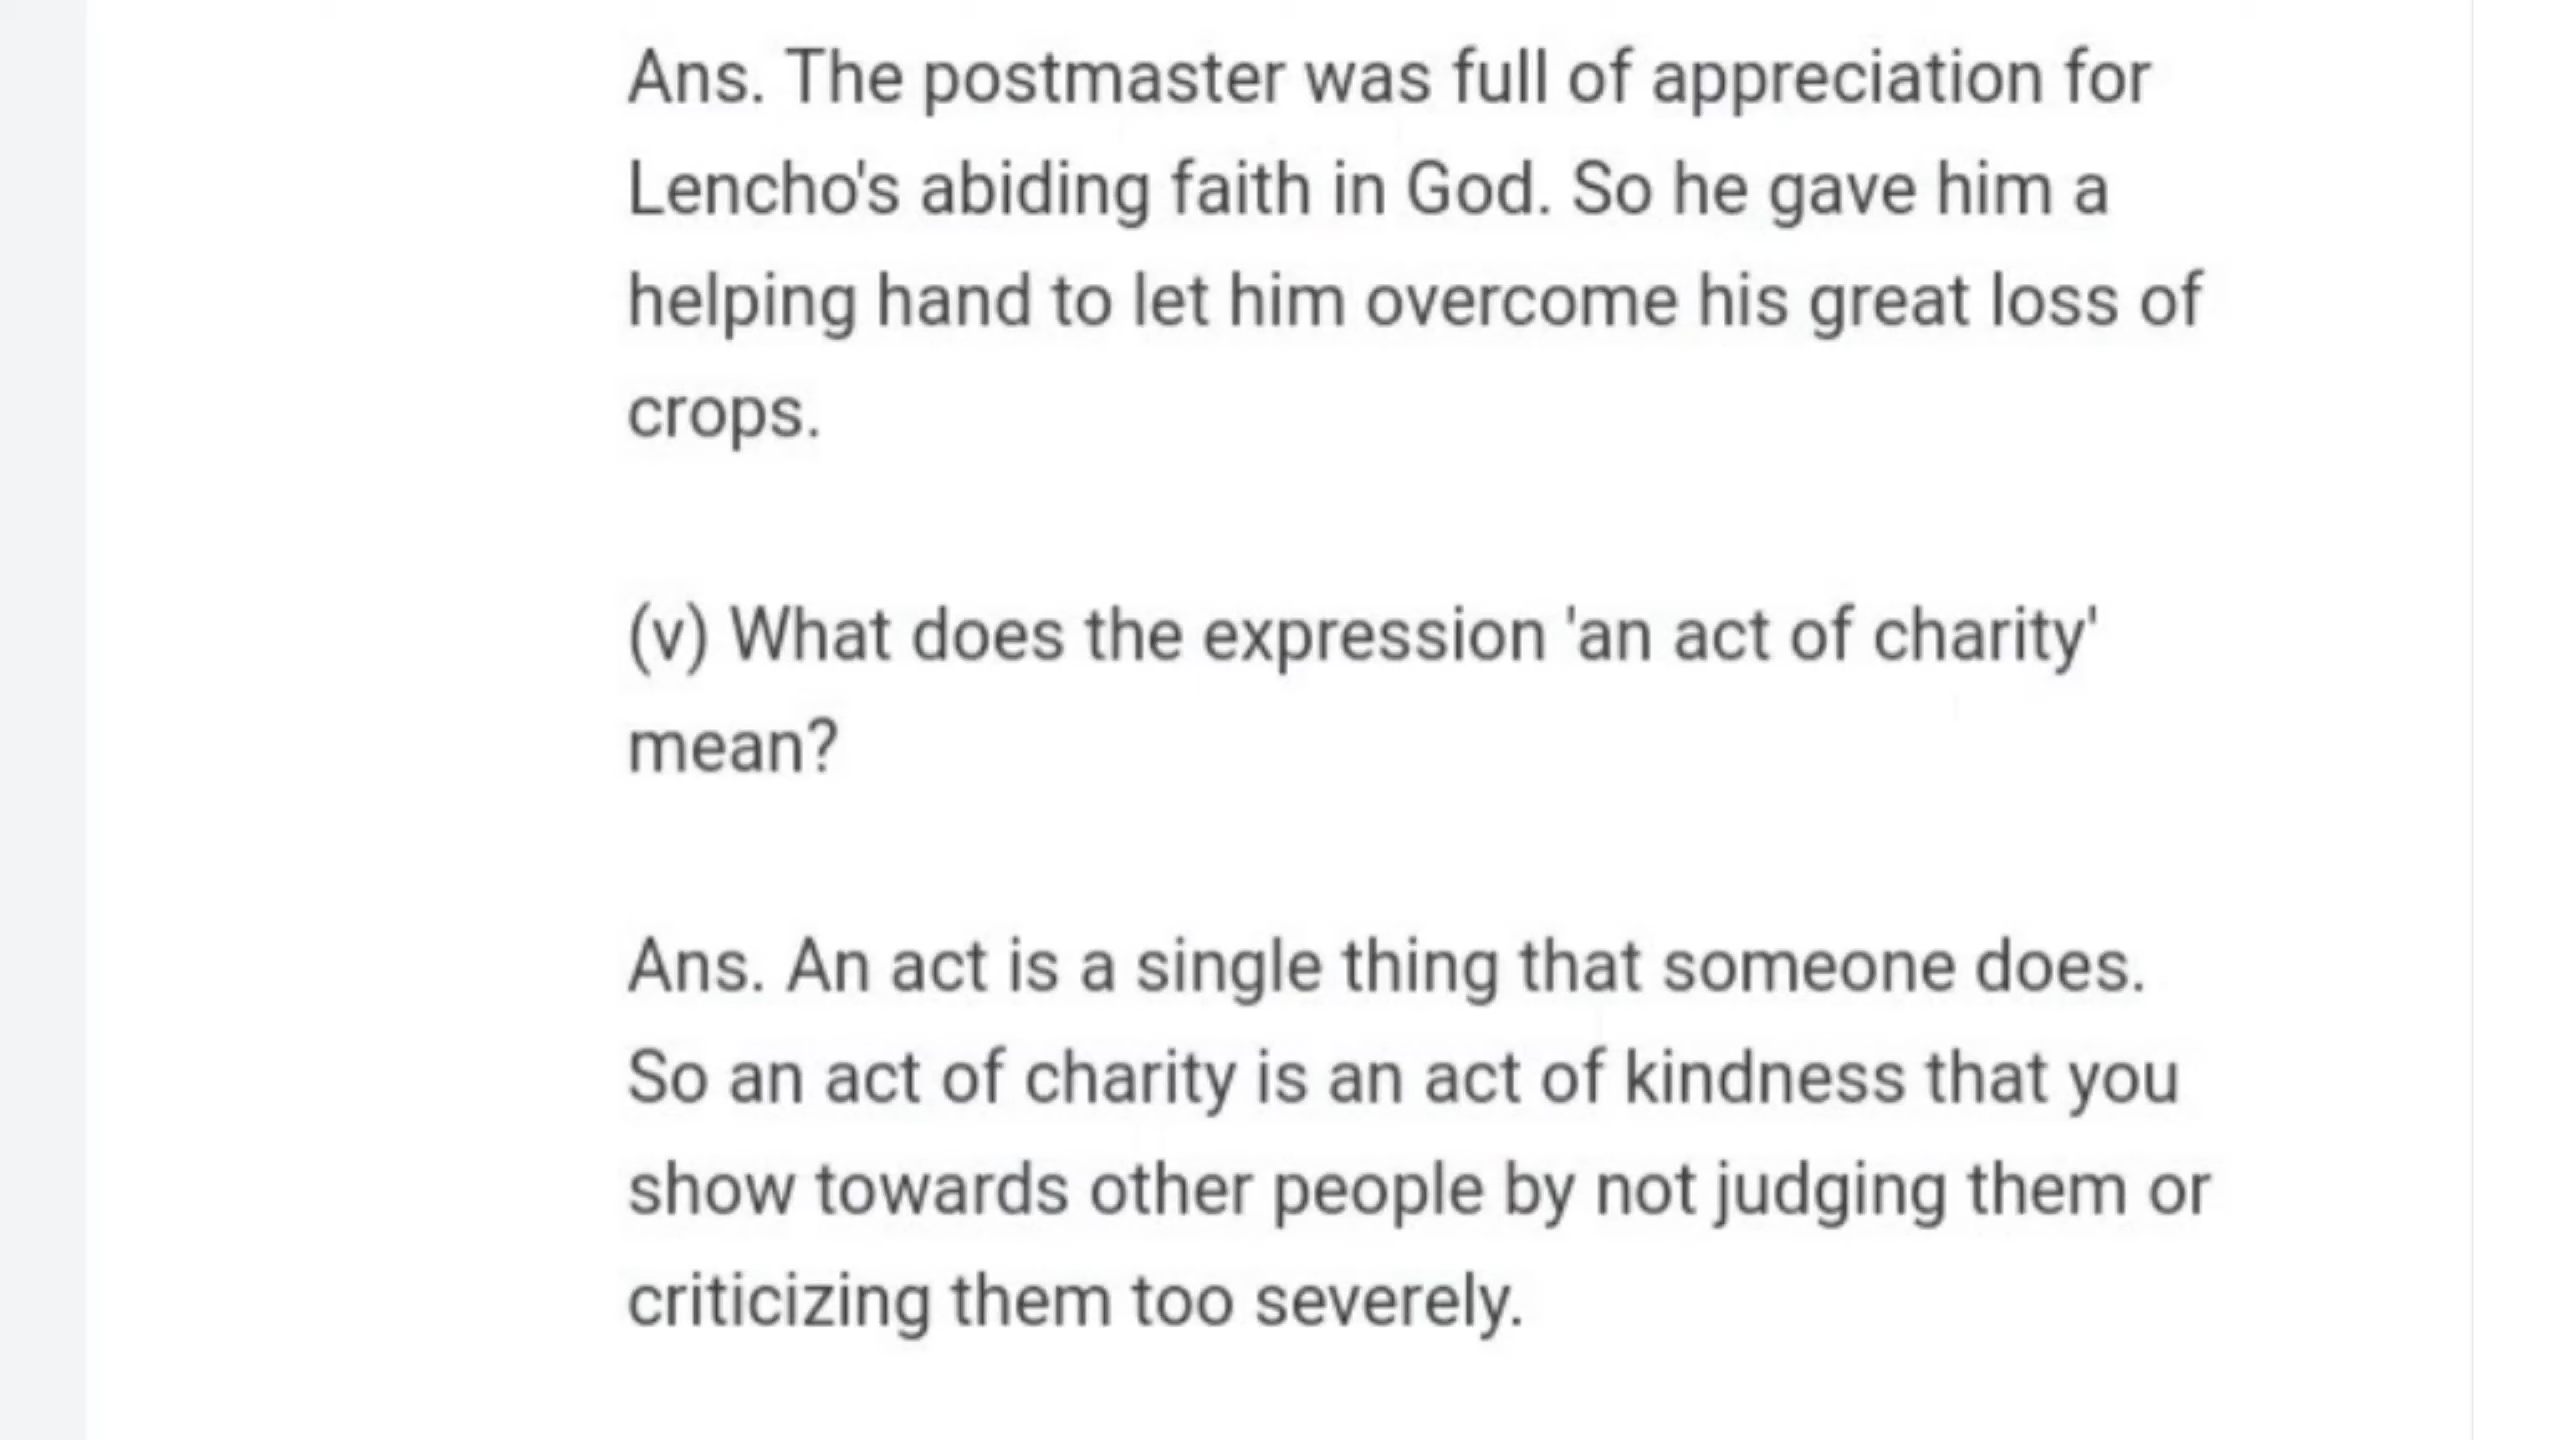 Ans. The postmaster was full of appreciation for
Lencho's abiding faith in God. So he gave him a
helping hand to let him overcome his great loss of
crops.
(v) What does the expression 'an act of charity'
mean?
Ans. An act is a single thing that someone does.
So an act of charity is an act of kindness that you
show towards other people by not judging them or
criticizing them too severely.